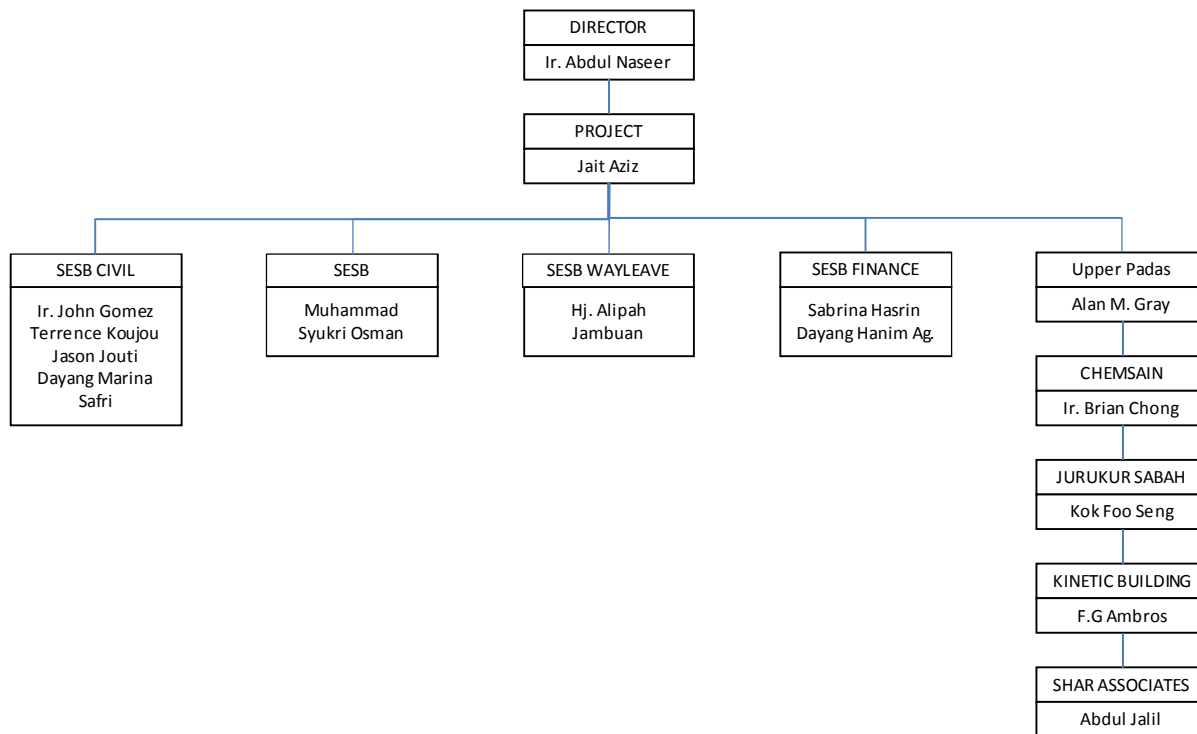 DIRECTOR
Ir. Abdul Naseer
PROJECT
Jait Aziz
SESB CIVIL
Ir. John Gomez
Terrence Koujou
Jason Jouti
Dayang Marina
Safri
SESB
Muhammad
Syukri Osman
SESB WAYLEAVE
Hj. Alipah
Jambuan
SESB FINANCE
Sabrina Hasrin
Dayang Hanim Ag.
Upper Padas
Alan M. Gray
CHEMSAIN
Ir. Brian Chong
JURUKUR SABAH
Kok Foo Seng
KINETIC BUILDING
F.G Ambros
SHAR ASSOCIATES
Abdul Jalil